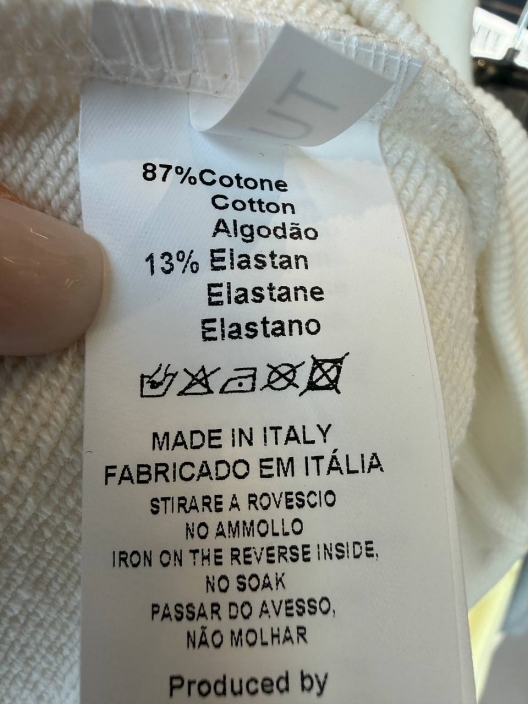 UT
87%Cotone
Cotton
Algodão
13% Elastan
Elastane
Elastano
MADE IN ITALY
FABRICADO EM ITÁLIA
STIRARE A ROVESCIO
NO AMMOLLO
IRON ON THE REVERSE INSIDE,
NO SOAK
PASSAR DO AVESSO,
NÃO MOLHAR
Produced by